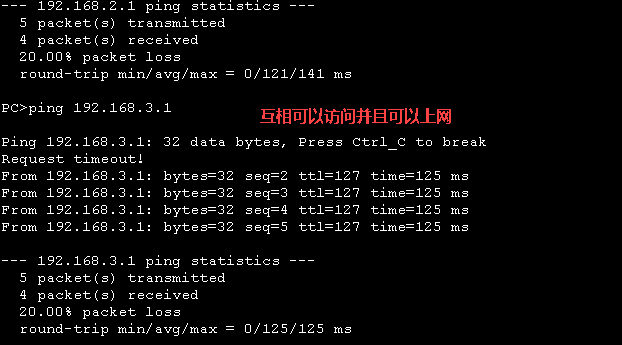 --- 192.168.2.1 ping statistics ---
5 packet(s) transmitted
4 packet(s) received
20.00% packet loss
round-trip min/avg/max = 0/121/141 ms
PC>ping 192.168.3.1
互相可以访问并且可以上网
Ping 192.168.3.1: 32 data bytes, Press Ctrl_C to break
Request timeout!
From 192.168.3.1: bytes=32 seq=2 ttl=127 time=125 ms
From 192.168.3.1: bytes=32 seq=3 ttl=127 time=125 ms
From 192.168.3.1: bytes=32 seq=4 ttl=127 time=125 ms
From 192.168.3.1: bytes=32 seq=5 ttl=127 time=125 ms
--- 192.168.3.1 ping statistics ---
5 packet(s) transmitted
4 packet(s) received
20.00% packet loss
round-trip min/avg/max = 0/125/125 ms